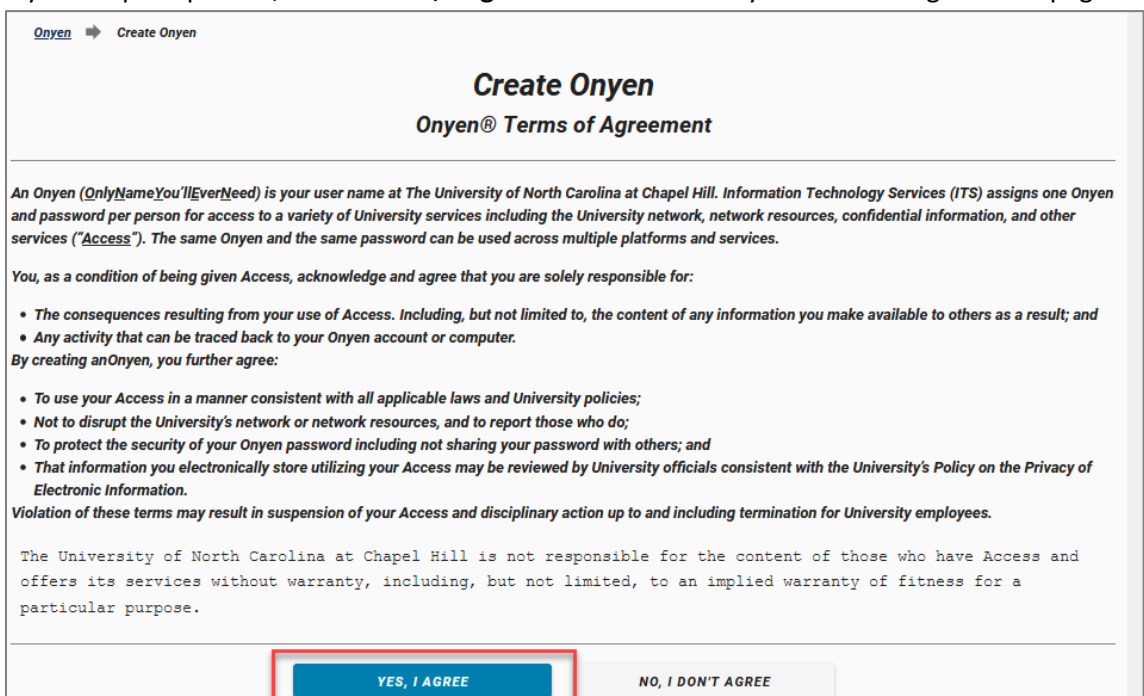 Onyen Create Onyen
Create Onyen
Onyen® Terms of Agreement
An Onyen (OnlyNameYou'llEverNeed) is your user name at The University of North Carolina at Chapel Hill. Information Technology Services (ITS) assigns one Onyen
and password per person for access to a variety of University services including the University network, network resources, confidential information, and other
services ("Access"). The same Onyen and the same password can be used across multiple platforms and services.
You, as a condition of being given Access, acknowledge and agree that you are solely responsible for:
• The consequences resulting from your use of Access. Including, but not limited to, the content of any information you make available to others as a result; and
• Any activity that can be traced back to your Onyen account or computer.
By creating anOnyen, you further agree:
• To use your Access in a manner consistent with all applicable laws and University policies;
• Not to disrupt the University's network or network resources, and to report those who do;
• To protect the security of your Onyen password including not sharing your password with others; and
• That information you electronically store utilizing your Access may be reviewed by University officials consistent with the University's Policy on the Privacy of
Electronic Information.
Violation of these terms may result in suspension of your Access and disciplinary action up to and including termination for University employees.
The University of North Carolina at Chapel Hill is not responsible for the content of those who have Access and
offers its services without warranty, including, but not limited, to an implied warranty of fitness for a
particular purpose.
YES, I AGREE NO, I DON'T AGREE